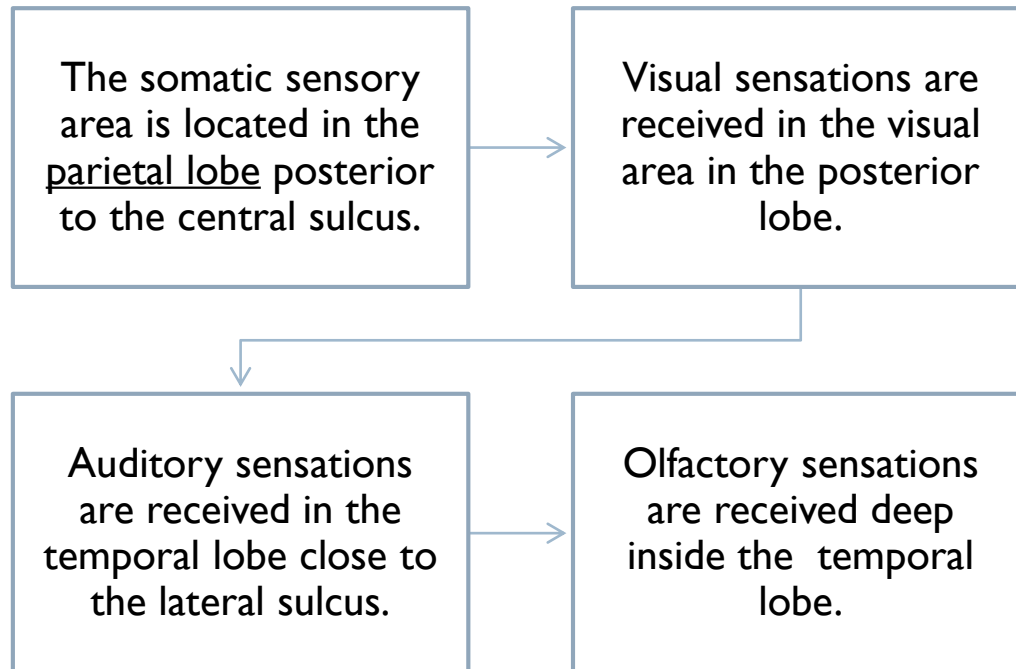 The somatic sensory
area is located in the
parietal lobe posterior
to the central sulcus.
Visual sensations are
received in the visual
area in the posterior
lobe.
Auditory sensations
are received in the
temporal lobe close to
the lateral sulcus.
Olfactory sensations
are received deep
inside the temporal
lobe.